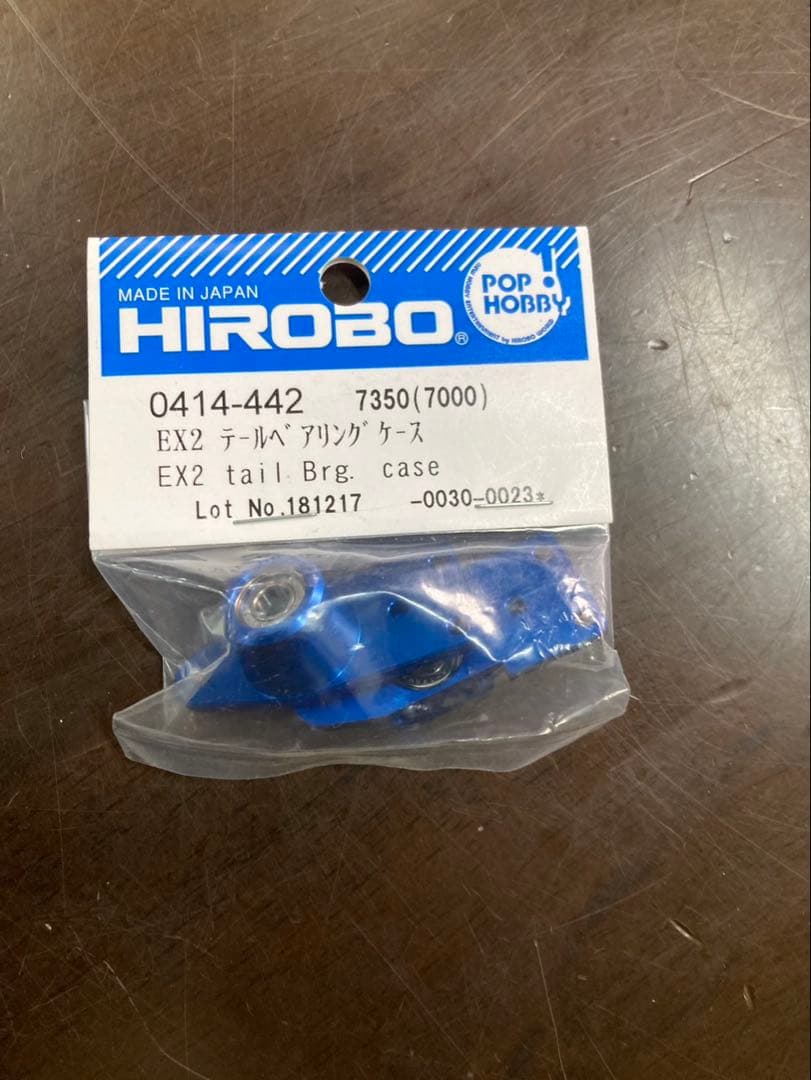 MADE IN JAPAN
HIROBO®
POP!
HOBBY
0414-442 7350(7000)
EX2 テールベアリングケース
EX2 tail Brg. case
Lot No.181217 -0030-0023*